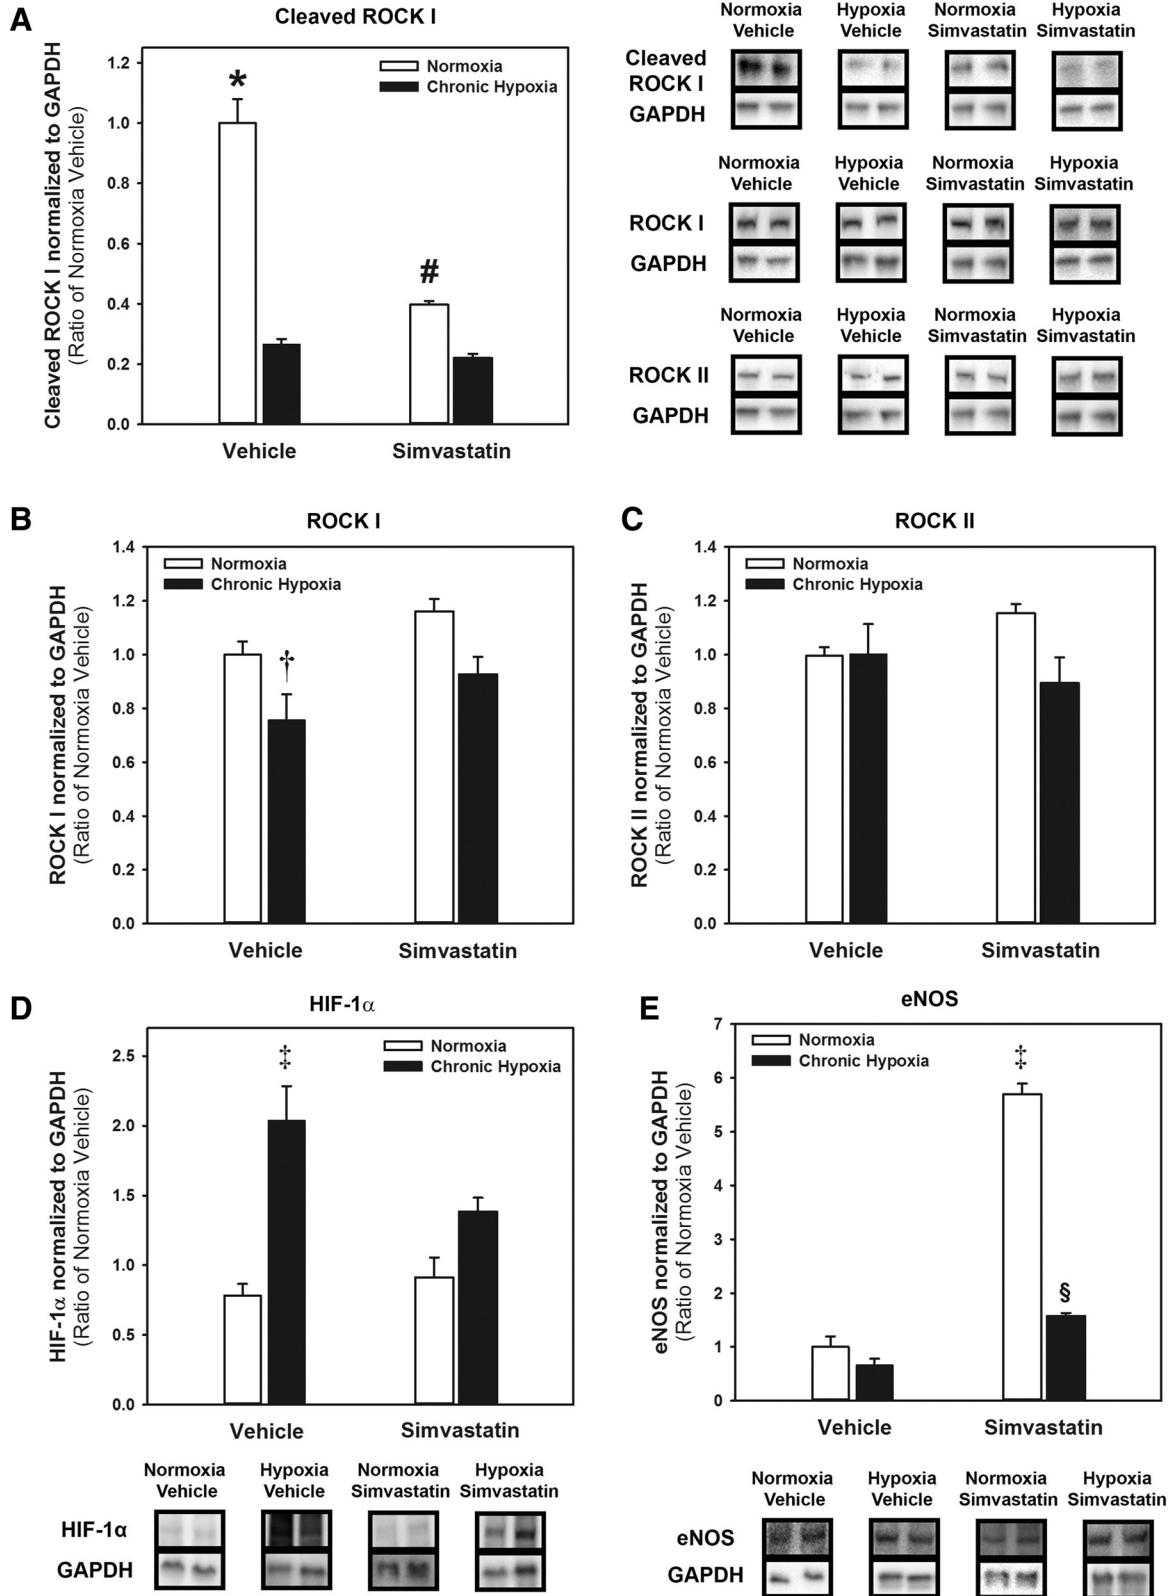 A
Cleaved ROCK I
Cleaved ROCK I normalized to GAPDH
(Ratio of Normoxia Vehicle)
1.2
1.0
0.8
0.6
0.4
0.2
0.0
Normoxia
Chronic Hypoxia
*
#
Vehicle Simvastatin
Normoxia Hypoxia Normoxia Hypoxia
Vehicle Vehicle Simvastatin Simvastatin
Cleaved
ROCK I
GAPDH
Normoxia Hypoxia Normoxia Hypoxia
Vehicle Vehicle Simvastatin Simvastatin
ROCK I
GAPDH
Normoxia Hypoxia Normoxia Hypoxia
Vehicle Vehicle Simvastatin Simvastatin
ROCK II
GAPDH
B
ROCK I
ROCK I normalized to GAPDH
(Ratio of Normoxia Vehicle)
1.4
1.2
1.0
0.8
0.6
0.4
0.2
0.0
Normoxia
Chronic Hypoxia
†
Vehicle Simvastatin
C
ROCK II
ROCK II normalized to GAPDH
(Ratio of Normoxia Vehicle)
1.4
1.2
1.0
0.8
0.6
0.4
0.2
0.0
Normoxia
Chronic Hypoxia
Vehicle Simvastatin
D
HIF-1α
HIF-1α normalized to GAPDH
(Ratio of Normoxia Vehicle)
2.5
2.0
1.5
1.0
0.5
0.0
Normoxia
Chronic Hypoxia
‡
Vehicle Simvastatin
Normoxia Hypoxia Normoxia Hypoxia
Vehicle Vehicle Simvastatin Simvastatin
HIF-1α
GAPDH
E
eNOS
eNOS normalized to GAPDH
(Ratio of Normoxia Vehicle)
7
6
5
4
3
2
1
0
Normoxia
Chronic Hypoxia
‡
§
Vehicle Simvastatin
Normoxia Hypoxia Normoxia Hypoxia
Vehicle Vehicle Simvastatin Simvastatin
eNOS
GAPDH